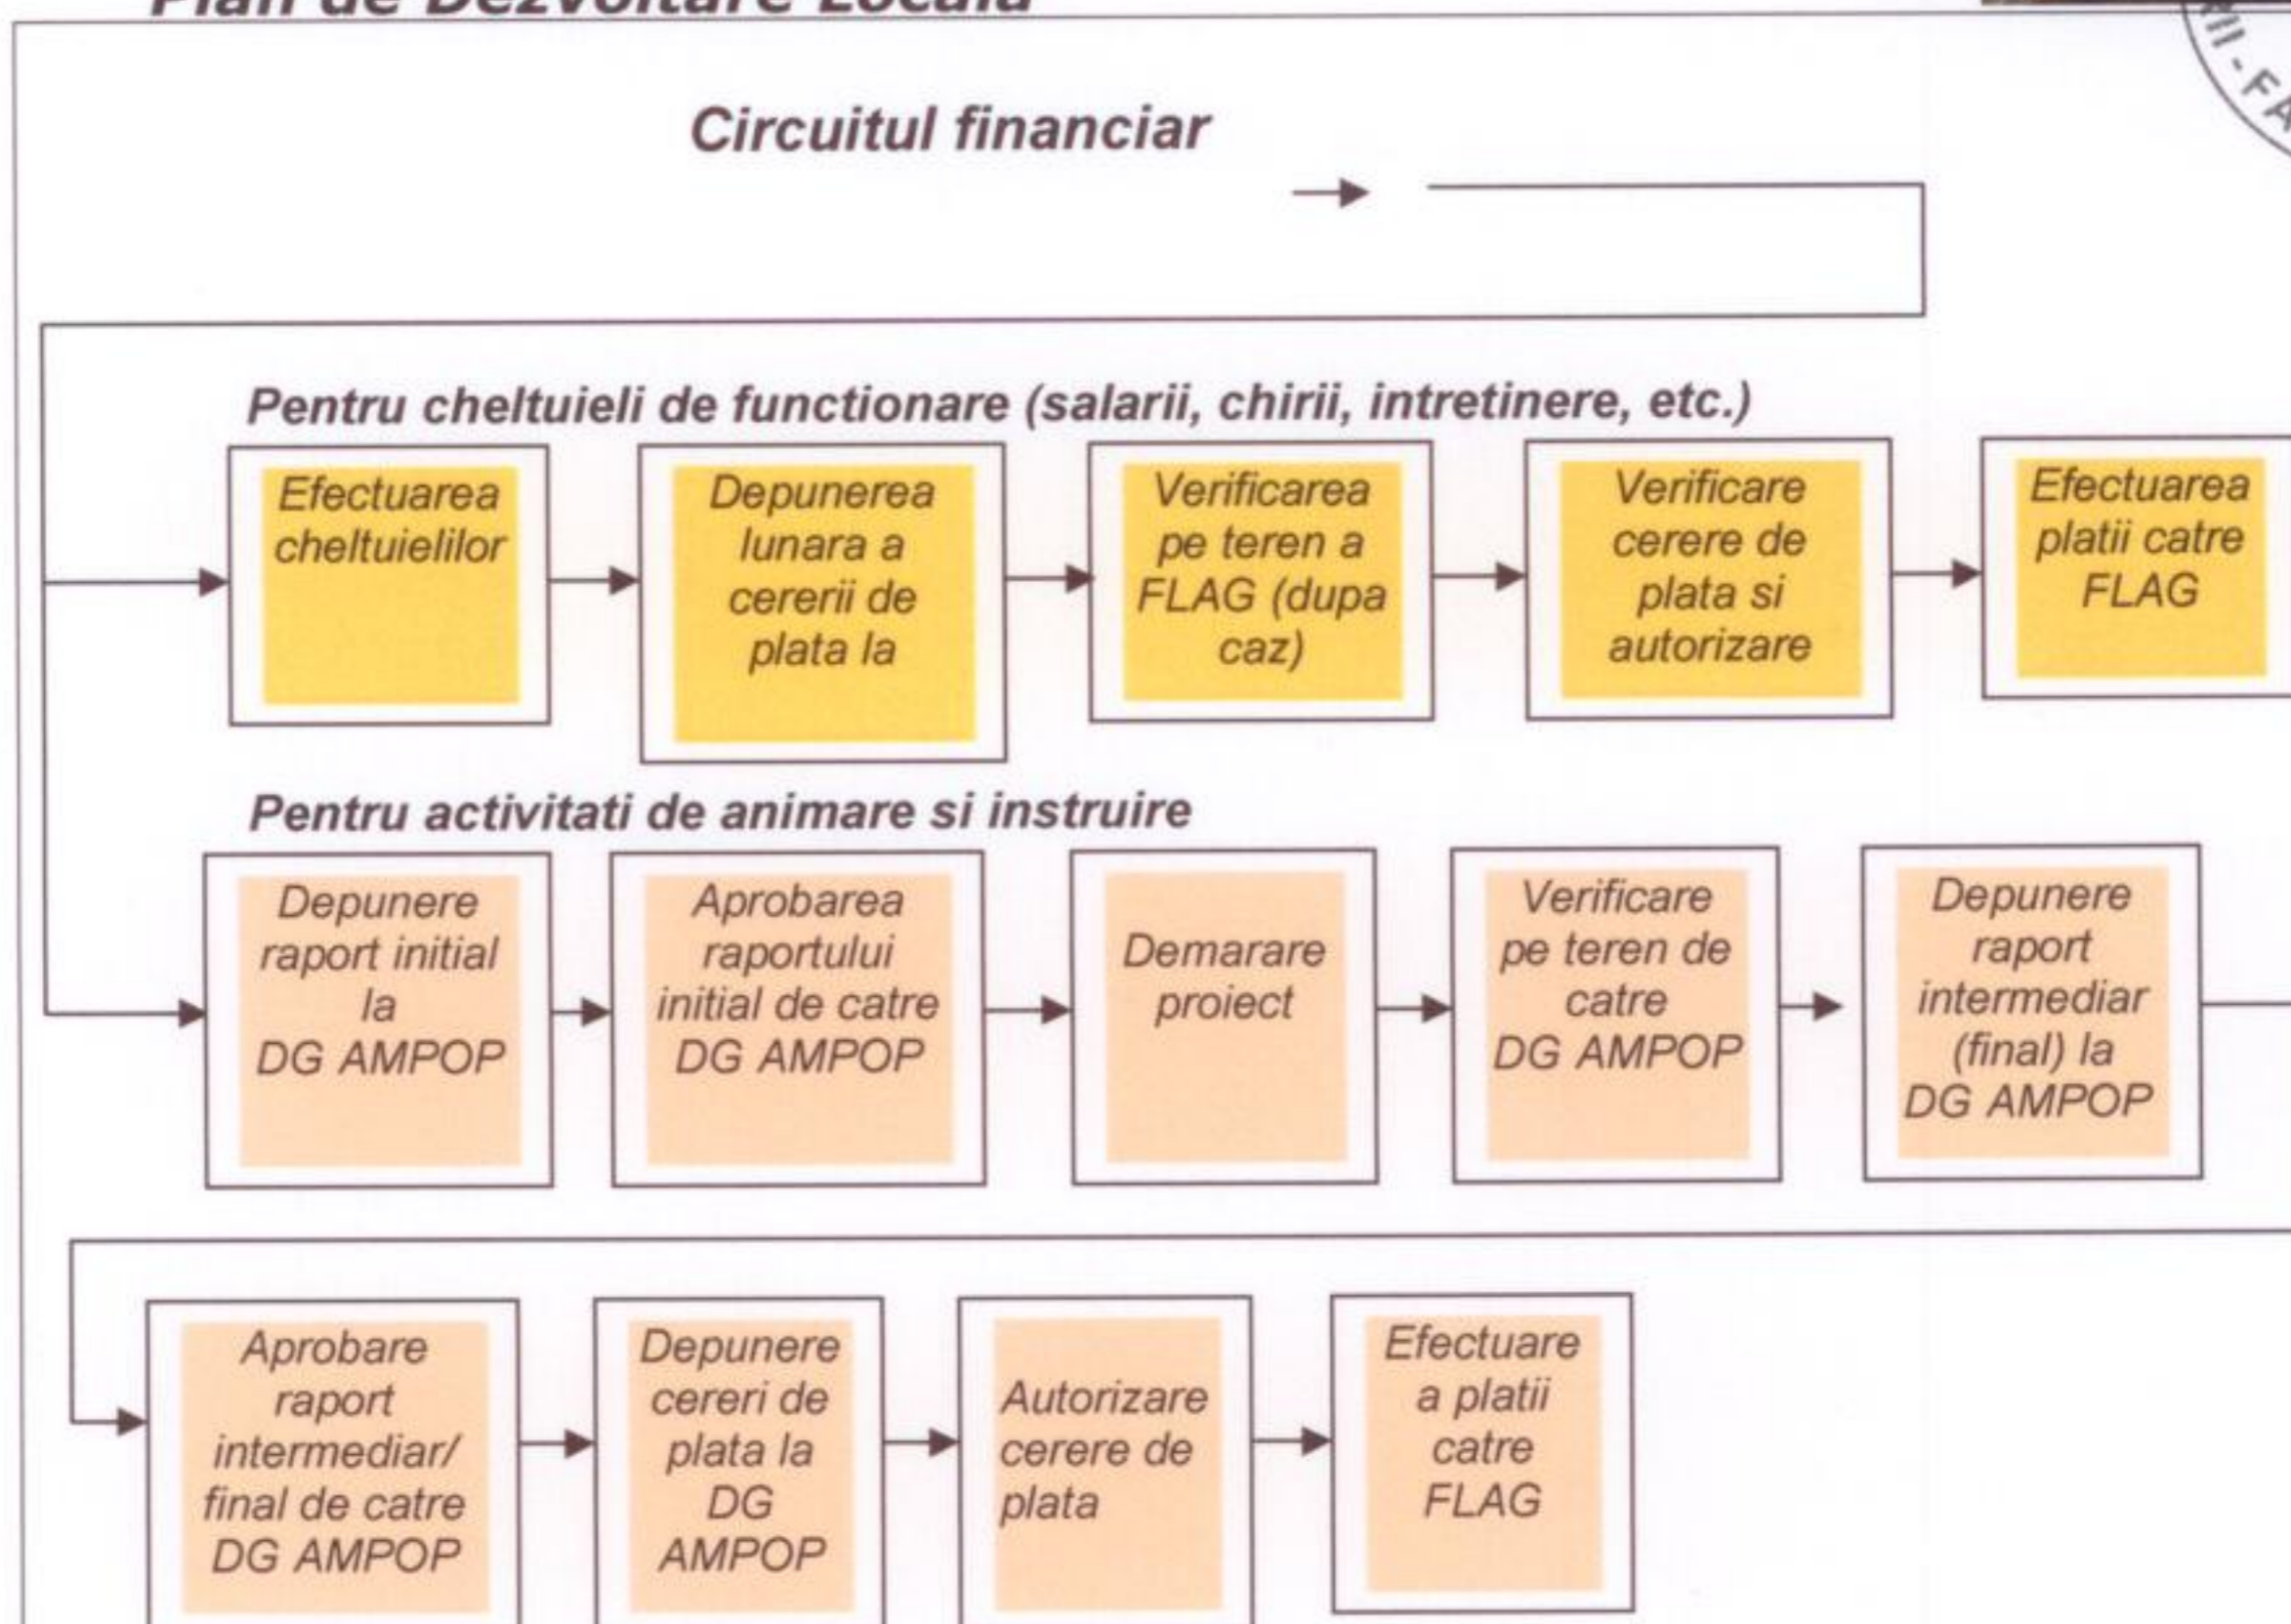 Plan de Dezvoltare Locala
Circuitul financiar
Pentru cheltuieli de functionare (salarii, chirii, intretinere, etc.)
Efectuarea
cheltuielilor
Depunerea
lunara a
cererii de
plata la
Verificarea
pe teren a
FLAG (dupa
caz)
Verificare
cerere de
plata si
autorizare
Efectuarea
platii catre
FLAG
Pentru activitati de animare si instruire
Depunere
raport initial
la
DG AMPOP
Aprobarea
raportului
initial de catre
DG AMPOP
Demarare
proiect
Verificare
pe teren de
catre
DG AMPOP
Depunere
raport
intermediar
(final) la
DG AMPOP
Aprobare
raport
intermediar/
final de catre
DG AMPOP
Depunere
cereri de
plata la
DG
AMPOP
Autorizare
cerere de
plata
Efectuare
a platii
catre
FLAG